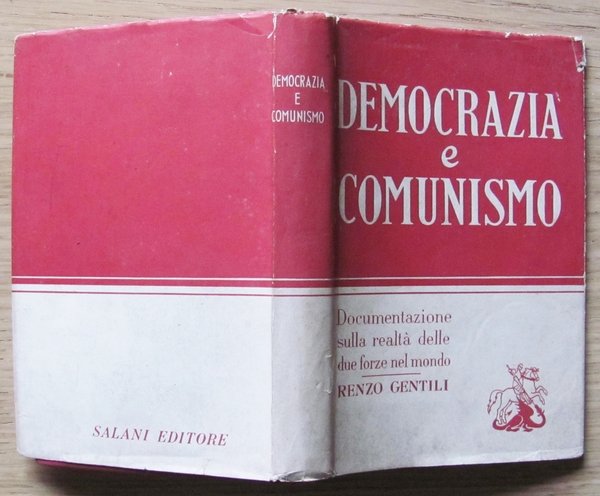 SALANI EDITORE
DEMOCRAZIA
E
COMUNISMO
DEMOCRAZIA
e
COMUNISMO
Documentazione
sulla realtà delle
due forze nel mondo
RENZO GENTILI